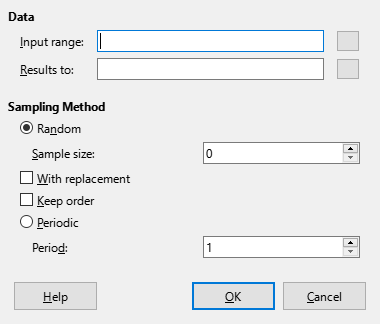 Data
Input range:
Results to:
Sampling Method
Random
Sample size: 0
With replacement
Keep order
Periodic
Period: 1
Help OK Cancel